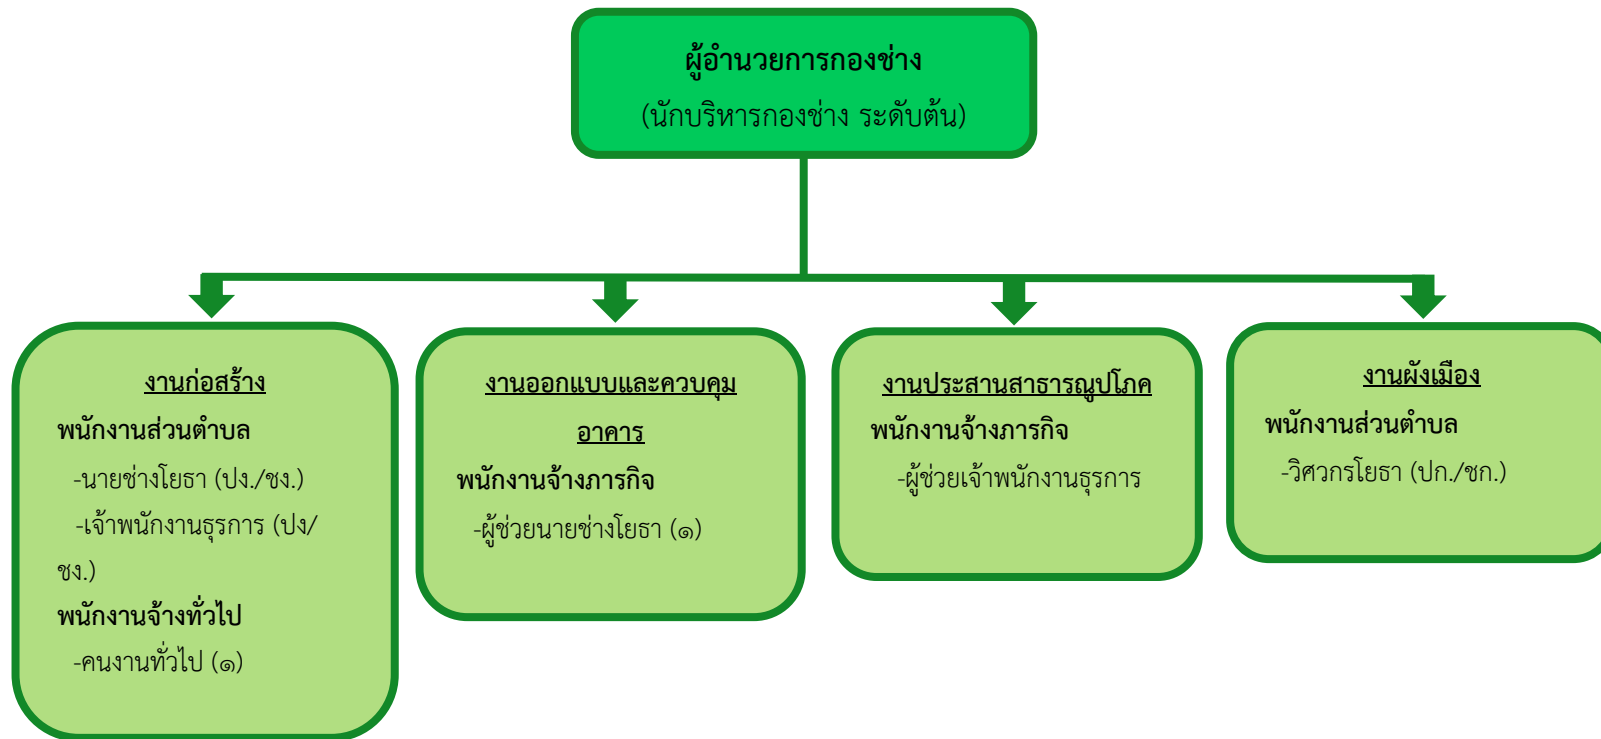 ผู้อำนวยการกองช่าง
(นักบริหารกองช่าง ระดับต้น)
งานก่อสร้าง
พนักงานส่วนตำบล
-นายช่างโยธา (ปง./ชง.)
-เจ้าพนักงานธุรการ (ปง/
ชง.)
พนักงานจ้างทั่วไป
-คนงานทั่วไป (๑)
งานออกแบบและควบคุม
อาคาร
พนักงานจ้างภารกิจ
-ผู้ช่วยนายช่างโยธา (๑)
งานประสานสาธารณูปโภค
พนักงานจ้างภารกิจ
-ผู้ช่วยเจ้าพนักงานธุรการ
งานผังเมือง
พนักงานส่วนตำบล
-วิศวกรโยธา (ปก./ชก.)